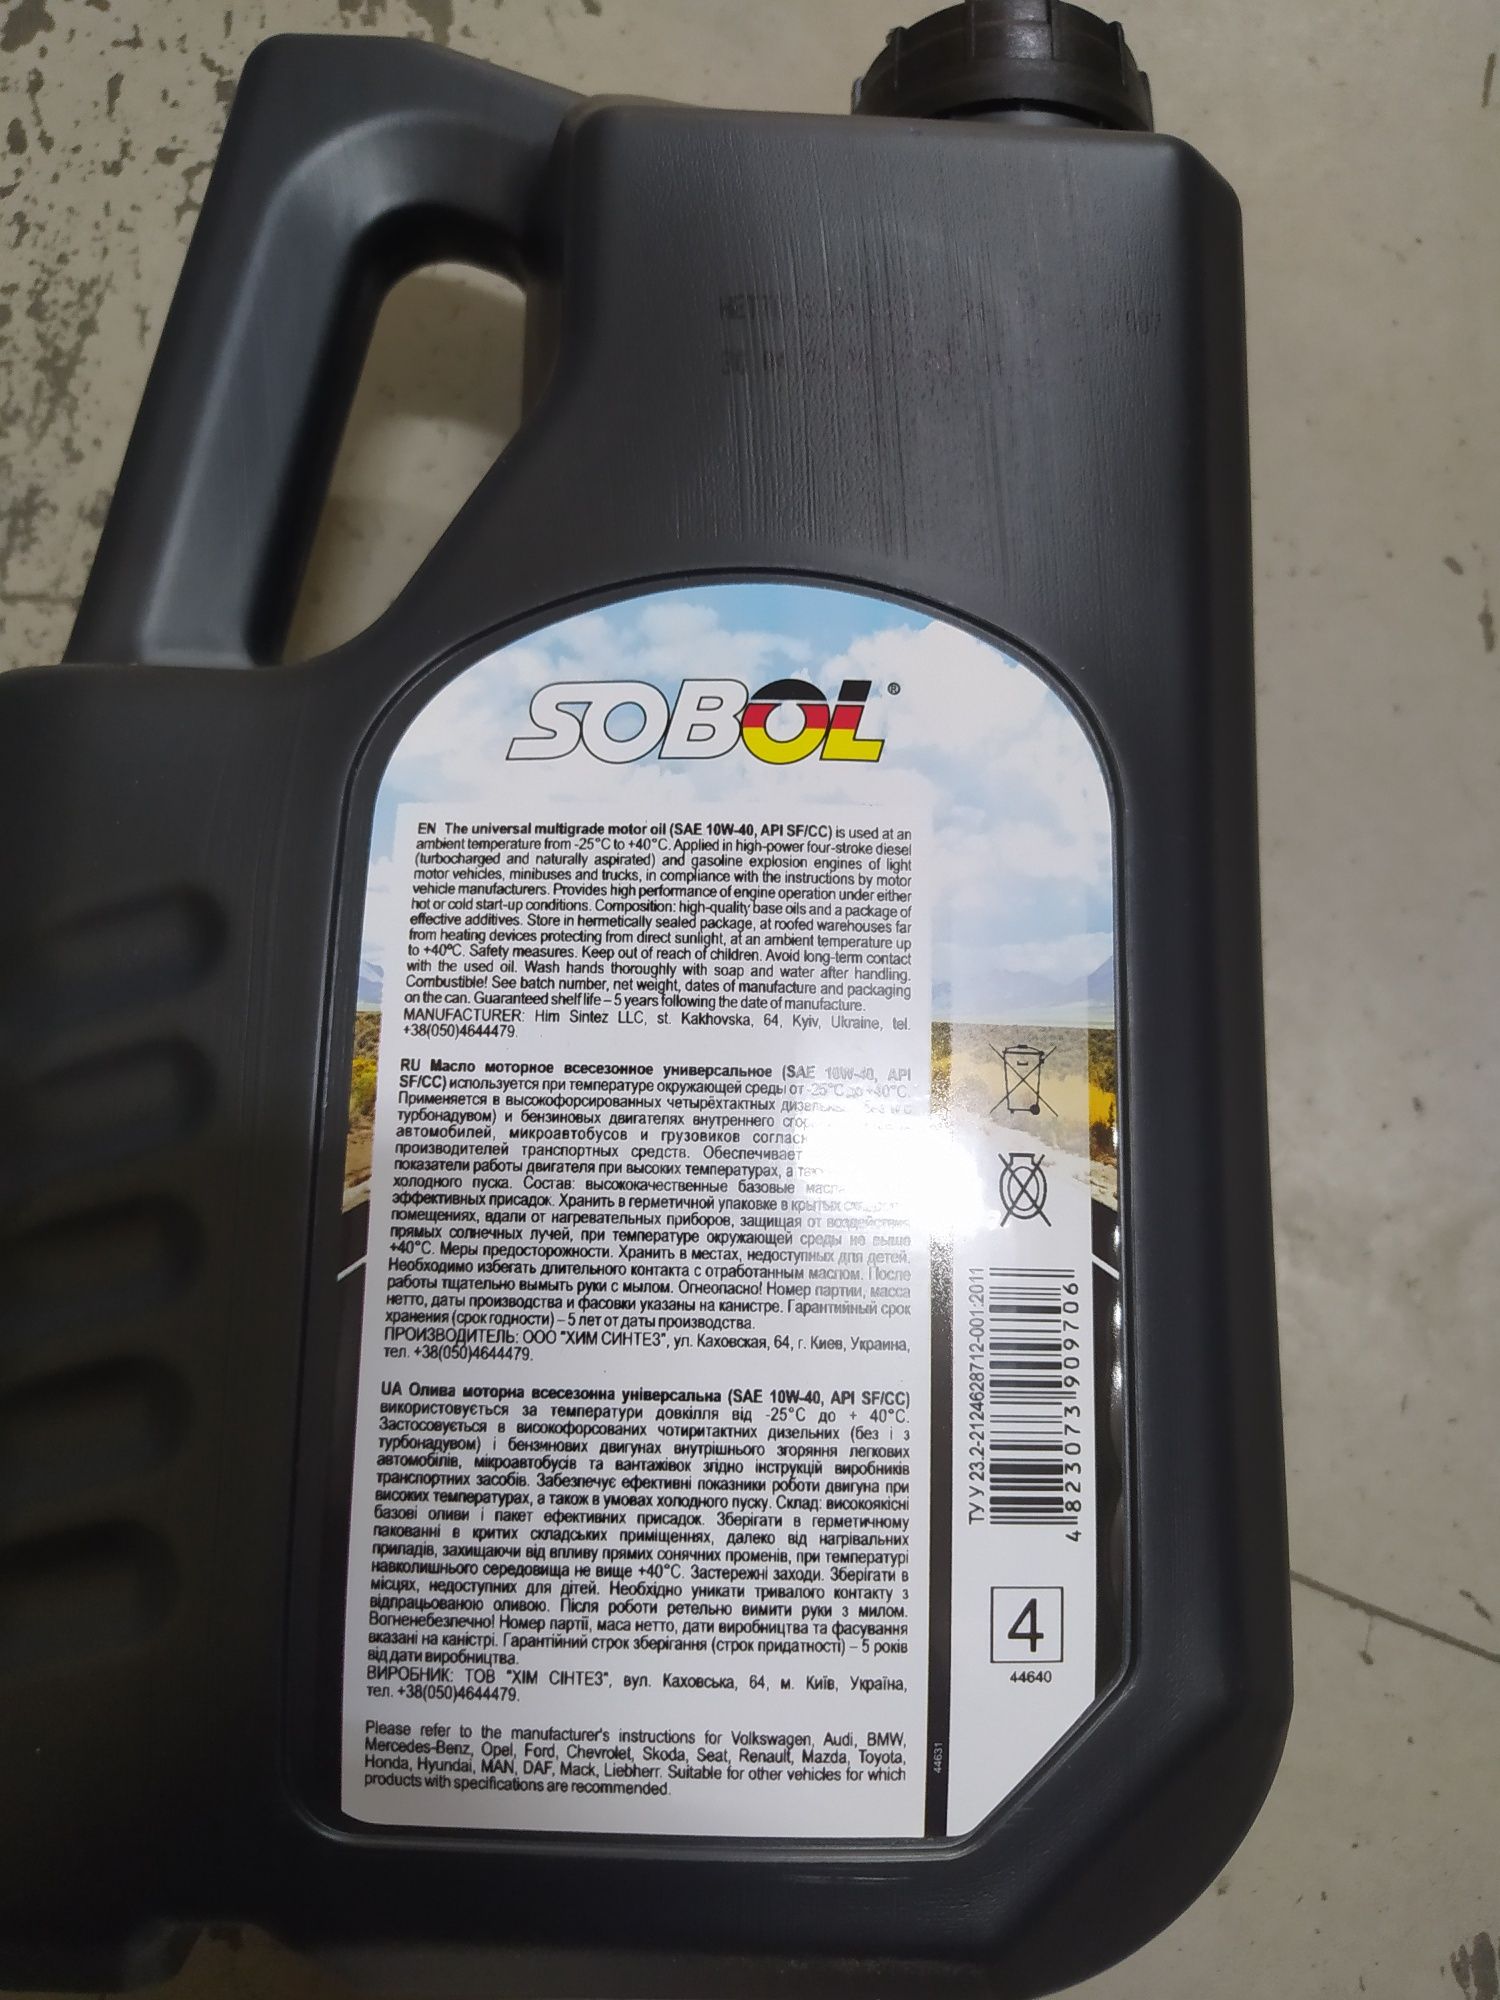 SOBOL ®
EN The universal multigrade motor oil (SAE 10W-40, API SF/CC) is used at an
ambient temperature from -25°C to +40°C. Applied in high-power four-stroke diesel
(turbocharged and naturally aspirated) and gasoline explosion engines of light
motor vehicles, minibuses and trucks, in compliance with the instructions by motor
vehicle manufacturers. Provides high performance of engine operation under either
hot or cold start-up conditions. Composition: high-quality base oils and a package of
effective additives. Store in hermetically sealed package, at roofed warehouses far
from heating devices protecting from direct sunlight, at an ambient temperature up
to +40ºC. Safety measures. Keep out of reach of children. Avoid long-term contact
with the used oil. Wash hands thoroughly with soap and water after handling.
Combustible! See batch number, net weight, dates of manufacture and packaging
on the can. Guaranteed shelf life – 5 years following the date of manufacture.
MANUFACTURER: Him Sintez LLC, st. Kakhovska, 64, Kyiv, Ukraine, tel.
+38(050)4644479.
RU Масло моторное всесезонное универсальное (SAE 10W-40, API
SF/CC) используется при температуре окружающей среды от -25°C до +40°C.
Применяется в высокофорсированных четырёхтактных
турбонадувом) и бензиновых двигателях внутреннего
автомобилей, микроавтобусов и грузовиков
производителей транспортных средств. Обеспечивает
показатели работы двигателя при высоких температурах, а
холодного пуска. Состав: высококачественные базовые
эффективных присадок. Хранить в герметичной упаковке в крытых
помещениях, вдали от нагревательных приборов, защищая от воздействия
прямых солнечных лучей, при температуре окружающей среды не выше
+40°C. Меры предосторожности. Хранить в местах, недоступных для детей.
Необходимо избегать длительного контакта с отработанным маслом. После
работы тщательно вымыть руки с мылом. Огнеопасно! Номер партии, масса
нетто, даты производства и фасовки указаны на канистре. Гарантийный срок
хранения (срок годности) – 5 лет от даты производства.
ПРОИЗВОДИТЕЛЬ: ООО "ХИМ СИНТЕЗ", ул. Каховская, 64, г. Киев, Украина,
тел. +38(050)4644479.
UA Олива моторна всесезонна універсальна (SAE 10W-40, API SF/CC)
використовується за температури довкілля від -25°C до + 40°C.
Застосовується в високофорсованих чотиритактних дизельних (без і з
турбонадувом) і бензинових двигунах внутрішнього згоряння легкових
автомобілів, мікроавтобусів та вантажівок згідно інструкцій виробників
транспортних засобів. Забезпечує ефективні показники роботи двигуна при
високих температурах, а також в умовах холодного пуску. Склад: високоякісні
базові оливи і пакет ефективних присадок. Зберігати в герметичному
пакованні в критих складських приміщеннях, далеко від нагрівальних
приладів, захищаючи від впливу прямих сонячних променів, при температурі
навколишнього середовища не вище +40°C. Застережні заходи. Зберігати в
місцях, недоступних для дітей. Необхідно уникати тривалого контакту з
відпрацьованою оливою. Після роботи ретельно вимити руки з милом.
Вогненебезпечно! Номер партії, маса нетто, дати виробництва та фасування
вказані на каністрі. Гарантійний строк зберігання (строк придатності) – 5 років
від дати виробництва.
ВИРОБНИК: ТОВ "ХІМ СІНТЕЗ", вул. Каховська, 64, м. Київ, Україна,
тел. +38(050)4644479.
Please refer to the manufacturer's instructions for Volkswagen, Audi, BMW,
Mercedes-Benz, Opel, Ford, Chevrolet, Skoda, Seat, Renault, Mazda, Toyota,
Honda, Hyundai, MAN, DAF, Mack, Liebherr. Suitable for other vehicles for which
products with specifications are recommended.
44631
ТУ У 23.2-2124628712-001:2011
4 823073 909706
4
44640